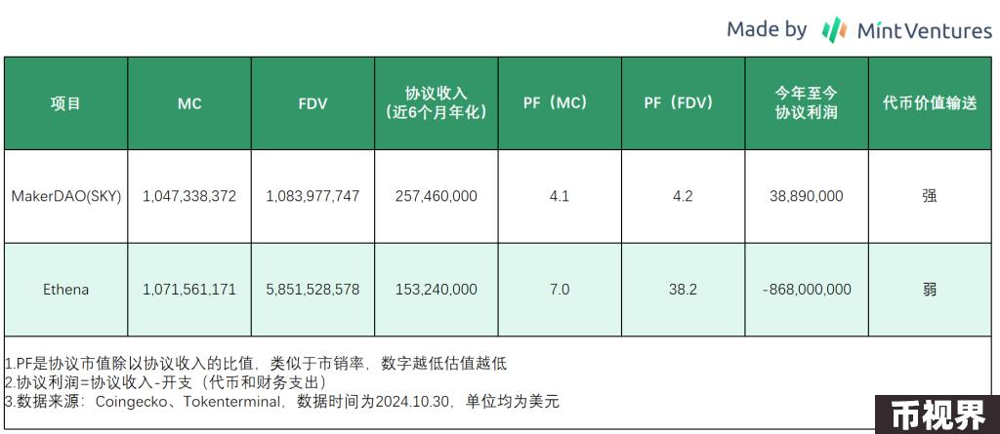 Made by MintVentures
项目 MC FDV 协议收入 PF（MC） PF（FDV） 今年至今 代币价值输送
（近6个月年化） 协议利润
MakerDAO(SKY) 1,047,338,372 1,083,977,747 257,460,000 4.1 4.2 38,890,000 强
Ethena 1,071,561,171 5,851,528,578 153,240,000 7.0 38.2 -868,000,000 弱
1.PF是协议市值除以协议收入的比值，类似于市销率，数字越低估值越低
2.协议利润=协议收入-开支（代币和财务支出）
3.数据来源：Coingecko、Tokenterminal，数据时间为2024.10.30，单位均为美元
币视界